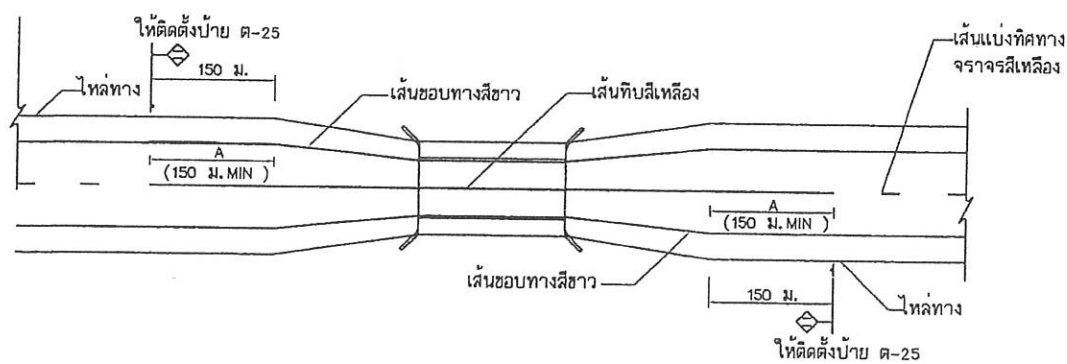 ให้ติดตั้งป้าย ต-25
150 ม.
ไหล่ทาง
เส้นขอบทางสีขาว
เส้นทึบสีเหลือง
เส้นแบ่งทิศทาง
จราจรสีเหลือง
A
(150 ม. MIN )
A
(150 ม. MIN )
เส้นขอบทางสีขาว
150 ม.
ไหล่ทาง
ให้ติดตั้งป้าย ต-25